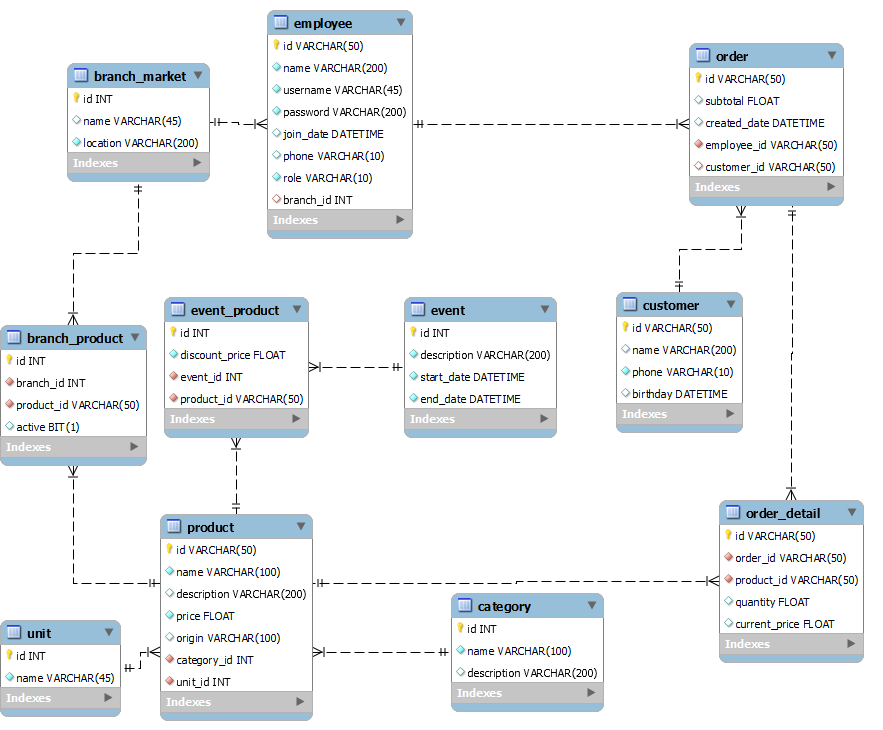 employee
id VARCHAR(50)
name VARCHAR(200)
username VARCHAR(45)
password VARCHAR(200)
join_date DATETIME
phone VARCHAR(10)
role VARCHAR(10)
branch_id INT
Indexes
branch_market
id INT
name VARCHAR(45)
location VARCHAR(200)
Indexes
order
id VARCHAR(50)
subtotal FLOAT
created_date DATETIME
employee_id VARCHAR(50)
customer_id VARCHAR(50)
Indexes
branch_product
id INT
branch_id INT
product_id VARCHAR(50)
active BIT(1)
Indexes
event_product
id INT
discount_price FLOAT
event_id INT
product_id VARCHAR(50)
Indexes
event
id INT
description VARCHAR(200)
start_date DATETIME
end_date DATETIME
Indexes
customer
id VARCHAR(50)
name VARCHAR(200)
phone VARCHAR(10)
birthday DATETIME
Indexes
product
id VARCHAR(50)
name VARCHAR(100)
description VARCHAR(200)
price FLOAT
origin VARCHAR(100)
category_id INT
unit_id INT
Indexes
order_detail
id VARCHAR(50)
order_id VARCHAR(50)
product_id VARCHAR(50)
quantity FLOAT
current_price FLOAT
Indexes
unit
id INT
name VARCHAR(45)
Indexes
category
id INT
name VARCHAR(100)
description VARCHAR(200)
Indexes